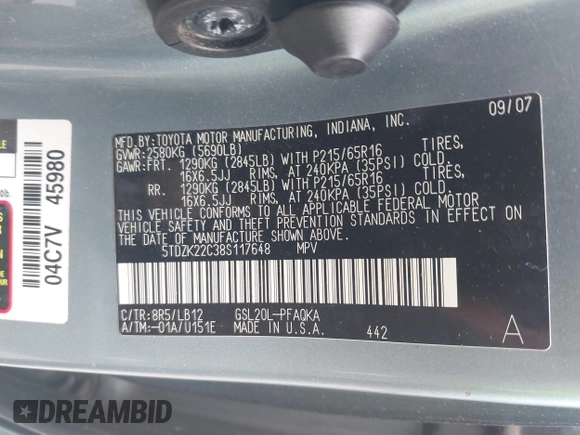 09/07
MFD.BY:TOYOTA MOTOR MANUFACTURING, INDIANA, INC.
GVWR:2580KG (5690LB)
GAWR:FRT. 1290KG (2845LB) WITH P215/65R16 TIRES,
16X6.5JJ RIMS, AT 240KPA (35PSI) COLD.
RR. 1290KG (2845LB) WITH P215/65R16 TIRES,
16X6.5JJ RIMS, AT 240KPA (35PSI) COLD.
THIS VEHICLE CONFORMS TO ALL APPLICABLE FEDERAL MOTOR
VEHICLE SAFETY AND THEFT PREVENTION STANDARDS IN EFFECT ON
THE DATE OF MANUFACTURE SHOWN ABOVE.
5TDZK22C38S117648 MPV
C/TR:8R5/LB12 GSL20L-PFAQKA
A/TM:-01A/U151E MADE IN U.S.A. 442 A
04C7V 45980
DREAMBID